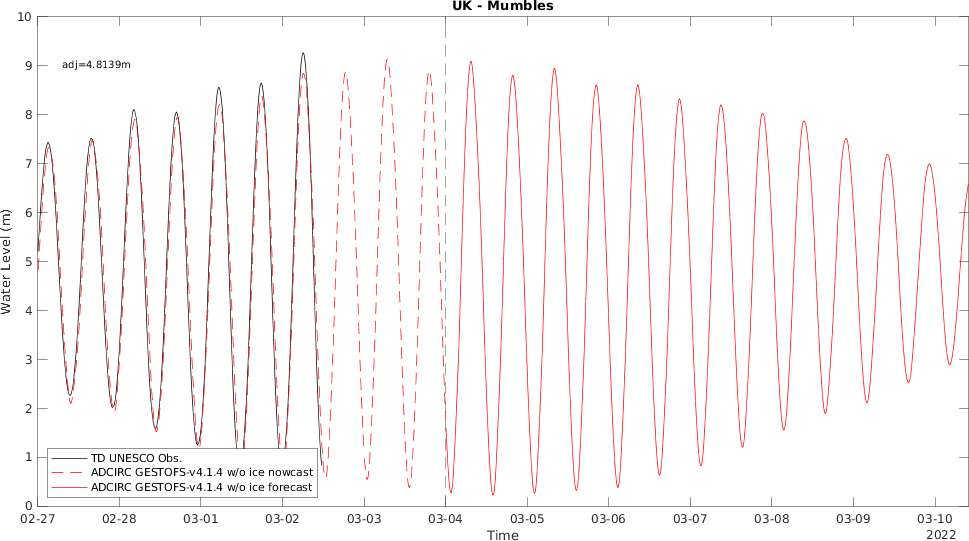 UK - Mumbles
10
9
8
7
6
5
4
3
2
1
0
Water Level (m)
adj=4.8139m
TD UNESCO Obs.
ADCIRC GESTOFS-v4.1.4 w/o ice nowcast
ADCIRC GESTOFS-v4.1.4 w/o ice forecast
02-27 02-28 03-01 03-02 03-03 03-04 03-05 03-06 03-07 03-08 03-09 03-10
2022
Time